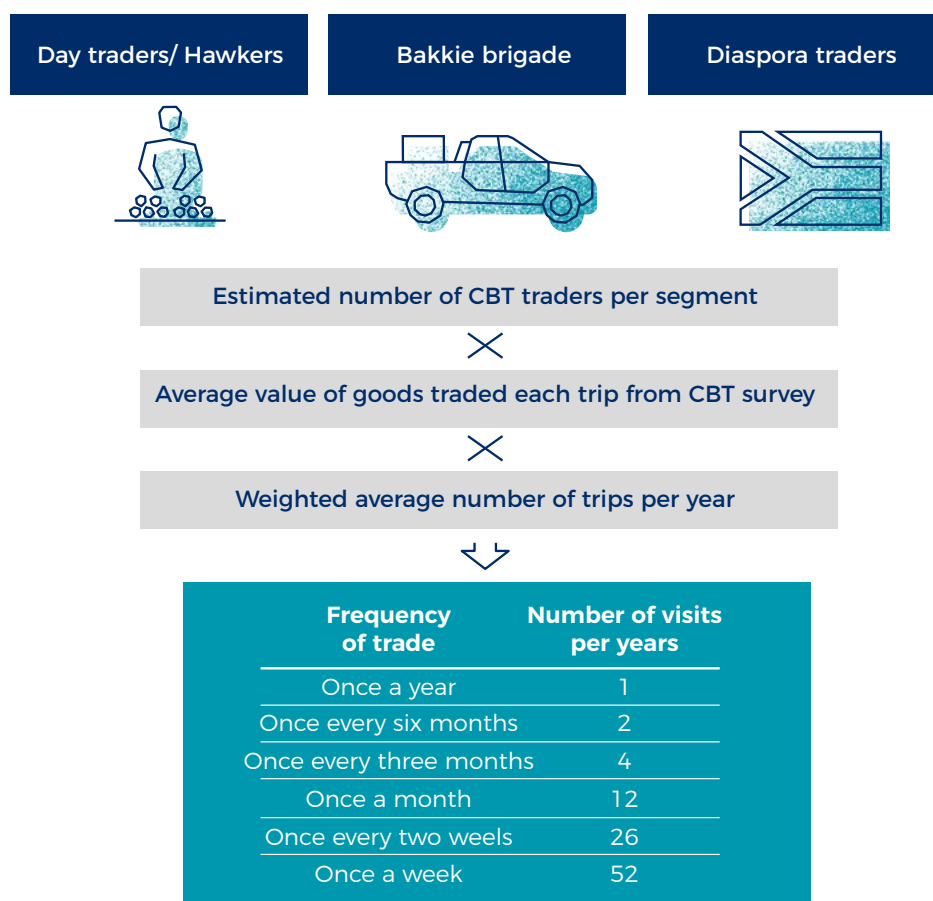 Day traders/ Hawkers
Bakkie brigade
Diaspora traders
Estimated number of CBT traders per segment
Average value of goods traded each trip from CBT survey
Weighted average number of trips per year
Frequency
of trade
Number of visits
per years
Once a year 1
Once every six months 2
Once every three months 4
Once a month 12
Once every two weels 26
Once a week 52